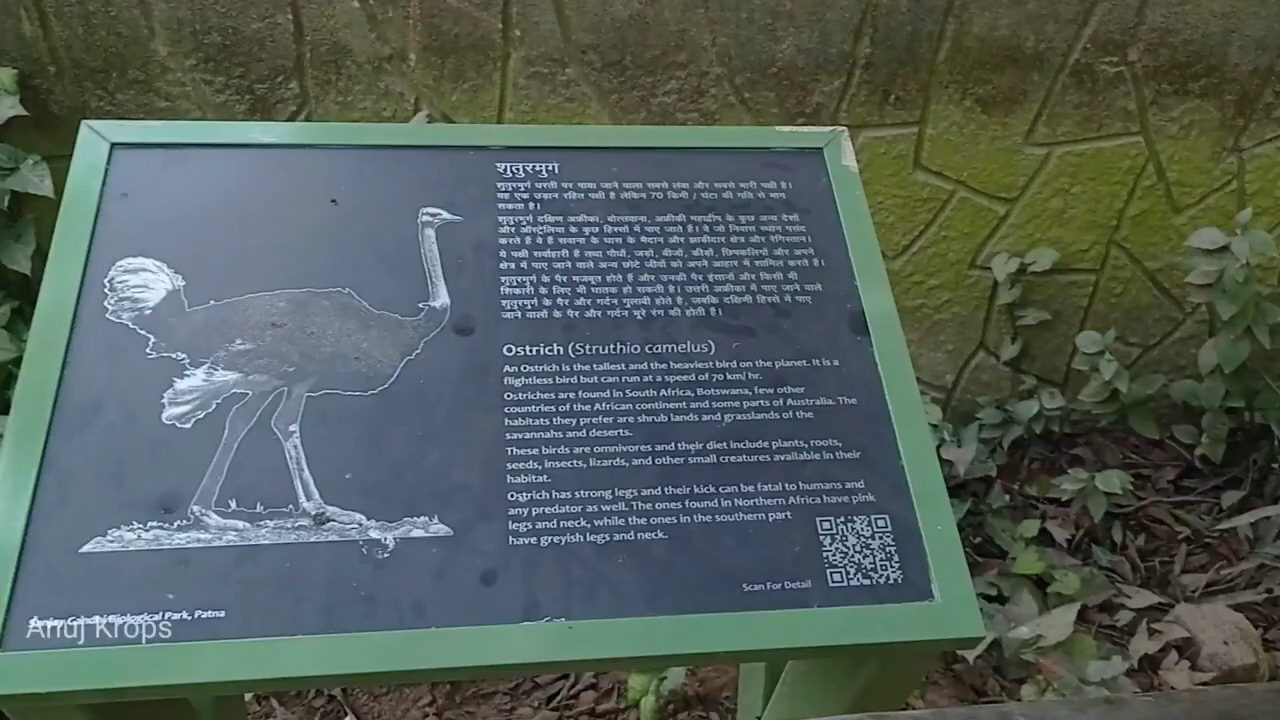 शुतुरमुर्ग
शुतुरमुर्ग धरती पर पाया जाने वाला सबसे लंबा और सबसे भारी पक्षी है।
यह एक उड़ान रहित पक्षी है लेकिन 70 किमी / घंटा की गति से भाग
सकता है।
शुतुरमुर्ग दक्षिण अफ्रीका, बोत्सवाना, अफ्रीकी महाद्वीप के कुछ अन्य देशों
और ऑस्ट्रेलिया के कुछ हिस्सों में पाए जाते हैं। वे जो निवास स्थान पसंद
करते हैं वे हैं सवाना के घास के मैदान और झाड़ीदार क्षेत्र और रेगिस्तान।
ये पक्षी सर्वाहारी हैं तथा पौधों, जड़ों, बीजों, कीड़ों, छिपकलियों और अपने
क्षेत्र में पाए जाने वाले अन्य छोटे जीवों को अपने आहार में शामिल करते हैं।
शुतुरमुर्ग के पैर मजबूत होते हैं और उनकी पैर इंसानों और किसी भी
शिकारी के लिए भी घातक हो सकती है। उत्तरी अफ्रीका में पाए जाने वाले
शुतुरमुर्ग के पैर और गर्दन गुलाबी होते है, जबकि दक्षिणी हिस्से में पाए
जाने वालों के पैर और गर्दन भूरे रंग की होती हैं।
Ostrich (Struthio camelus)
An Ostrich is the tallest and the heaviest bird on the planet. It is a
flightless bird but can run at a speed of 70 km/ hr.
Ostriches are found in South Africa, Botswana, few other
countries of the African continent and some parts of Australia. The
habitats they prefer are shrub lands and grasslands of the
savannahs and deserts.
These birds are omnivores and their diet include plants, roots,
seeds, insects, lizards, and other small creatures available in their
habitat.
Ostrich has strong legs and their kick can be fatal to humans and
any predator as well. The ones found in Northern Africa have pink
legs and neck, while the ones in the southern part
have greyish legs and neck.
Scan For Detail
Sanjay Gandhi Biological Park, Patna
Anuj Krops